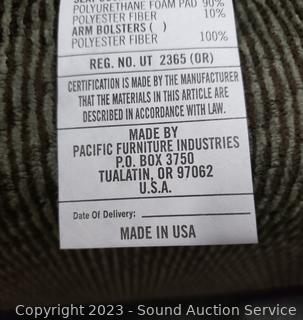 POLYURETHANE FOAM PAD 90%
POLYESTER FIBER 10%
ARM BOLSTERS ( )
POLYESTER FIBER 100%
REG. NO. UT 2365 (OR)
CERTIFICATION IS MADE BY THE MANUFACTURER
THAT THE MATERIALS IN THIS ARTICLE ARE
DESCRIBED IN ACCORDANCE WITH LAW.
MADE BY
PACIFIC FURNITURE INDUSTRIES
P.O. BOX 3750
TUALATIN, OR 97062
U.S.A.
Date Of Delivery:
MADE IN USA
Copyright 2023 - Sound Auction Service